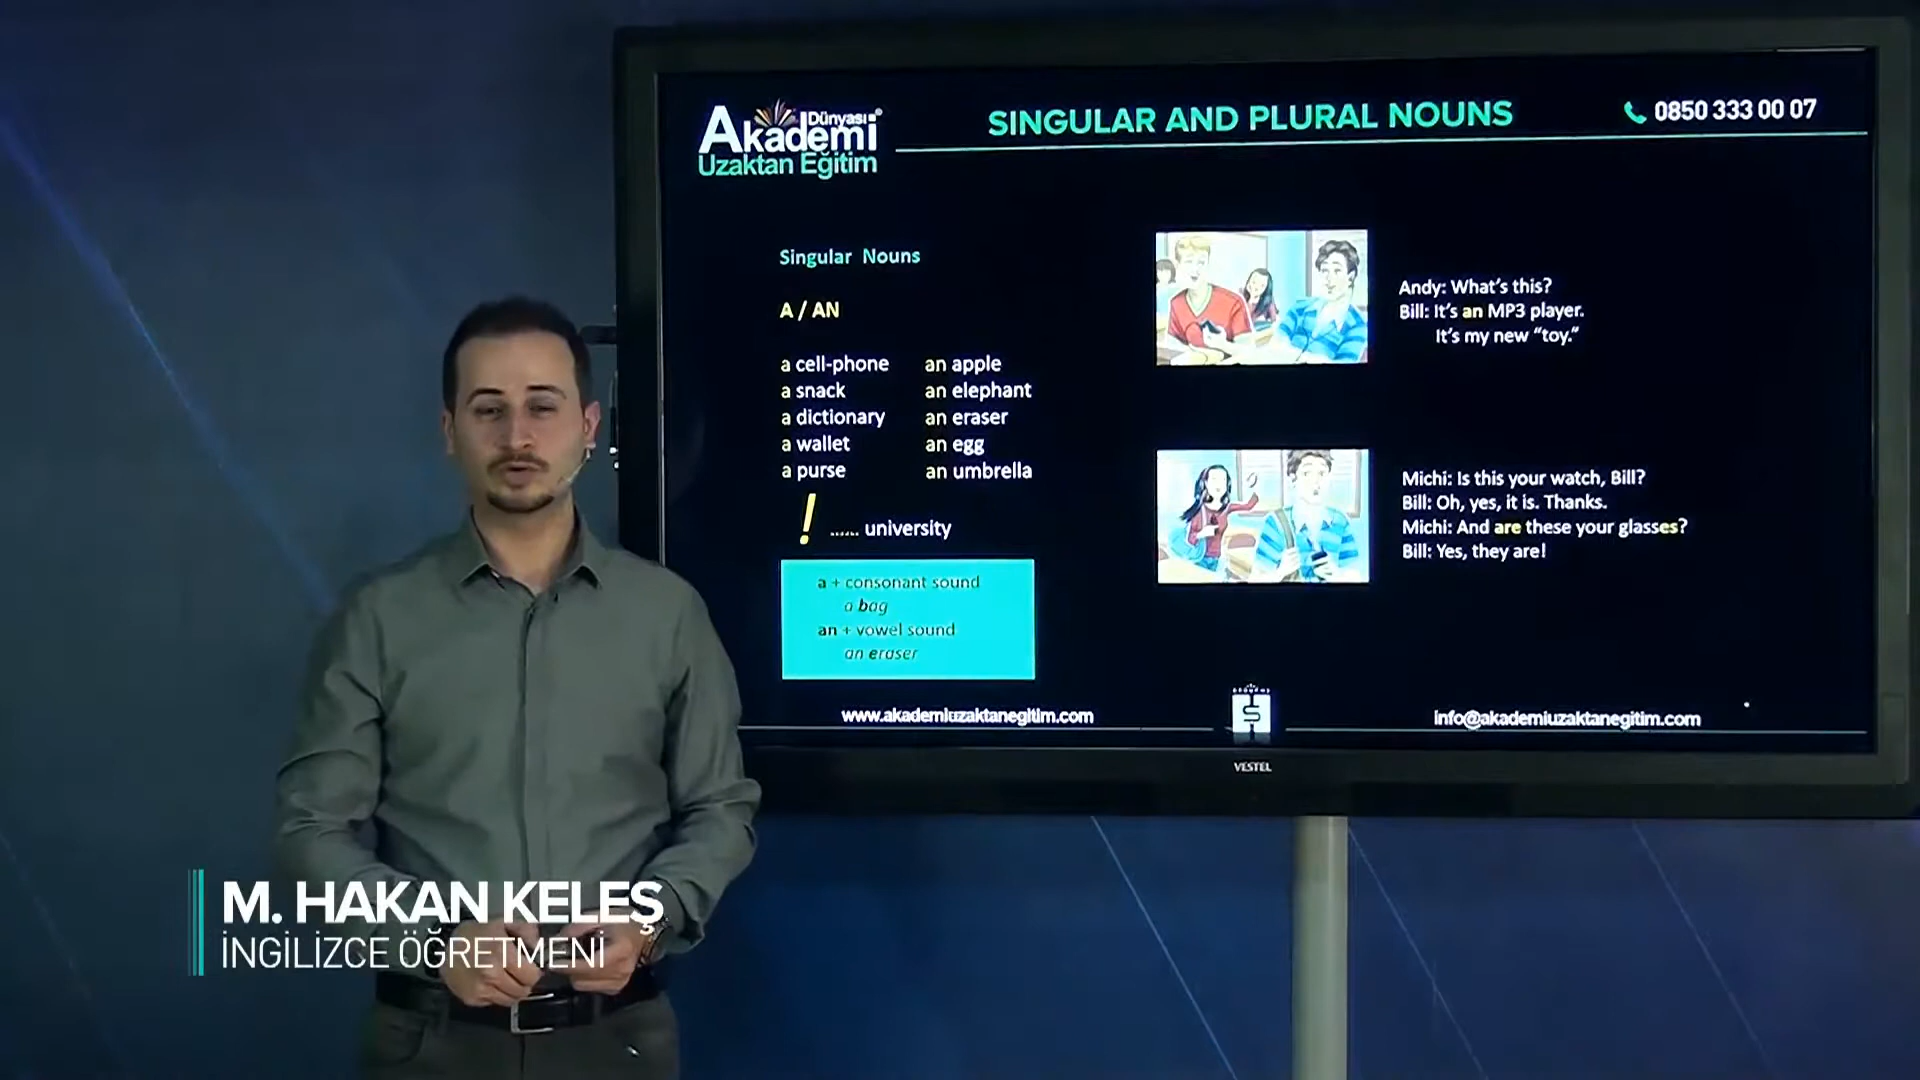 Dünyası
Akademi
Uzaktan Eğitim
SINGULAR AND PLURAL NOUNS
0850 333 00 07
Singular Nouns
A / AN
a cell-phone an apple
a snack an elephant
a dictionary an eraser
a wallet an egg
a purse an umbrella
! ...... university
a + consonant sound
a bag
an + vowel sound
an eraser
Andy: What's this?
Bill: It's an MP3 player.
It's my new “toy.”
Michi: Is this your watch, Bill?
Bill: Oh, yes, it is. Thanks.
Michi: And are these your glasses?
Bill: Yes, they are!
www.akademiuzaktanegitim.com
info@akademiuzaktanegitim.com
VESTEL
M. HAKAN KELEŞ
İNGİLİZCE ÖĞRETMENİ